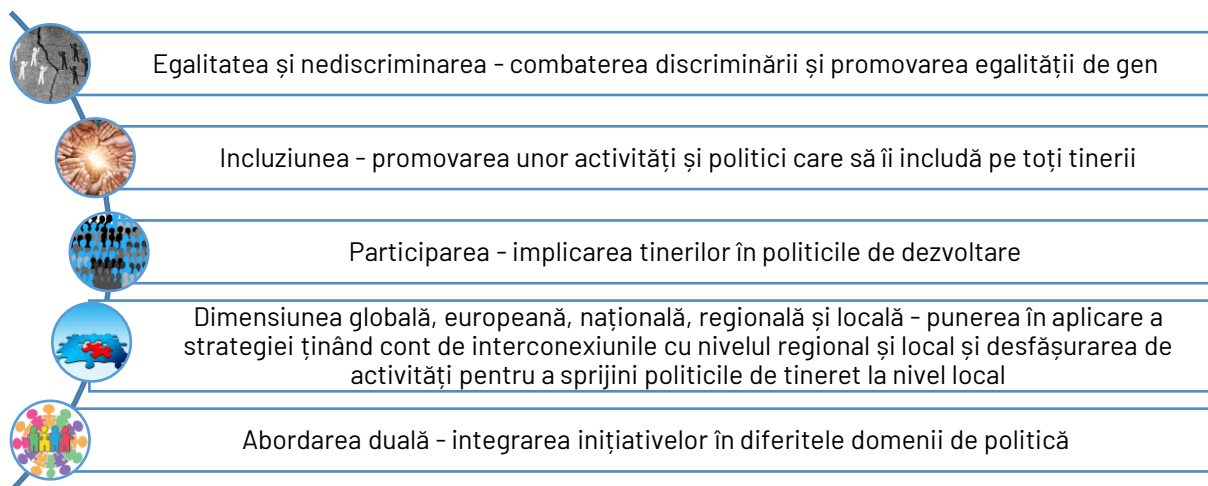 Egalitatea și nediscriminarea - combaterea discriminării și promovarea egalității de gen
Incluziunea - promovarea unor activități și politici care să îi includă pe toți tinerii
Participarea - implicarea tinerilor în politicile de dezvoltare
Dimensiunea globală, europeană, națională, regională și locală - punerea în aplicare a
strategiei ținând cont de interconexiunile cu nivelul regional și local și desfășurarea de
activități pentru a sprijini politicile de tineret la nivel local
Abordarea duală - integrarea inițiativelor în diferitele domenii de politică